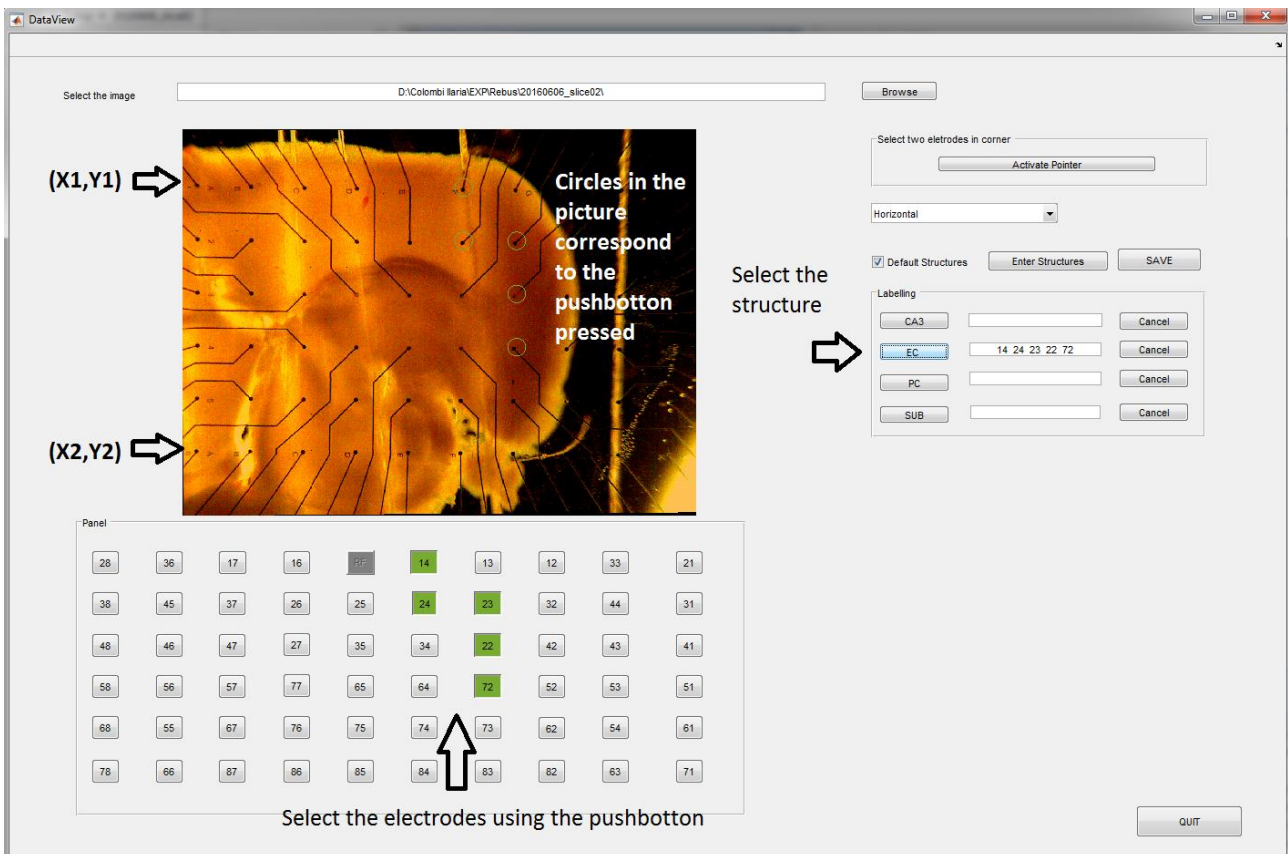 DataView
Select the image
D:\Colombi Ilaria\EXP\Rebus\20160606_slice02\
Browse
Select two eletrodes in corner
Activate Pointer
(X1,Y1)
Circles in the
picture
correspond
to the
pushbotton
pressed
Horizontal
Default Structures
Enter Structures
SAVE
Select the
structure
Labelling
CA3
Cancel
EC
14 24 23 22 72
Cancel
PC
Cancel
SUB
Cancel
(X2,Y2)
Panel
28 36 17 16 RF 14 13 12 33 21
38 45 37 26 25 24 23 32 44 31
48 46 47 27 35 34 22 42 43 41
58 56 57 77 65 64 72 52 53 51
68 55 67 76 75 74 73 62 54 61
78 66 87 86 85 84 83 82 63 71
Select the electrodes using the pushbotton
QUIT